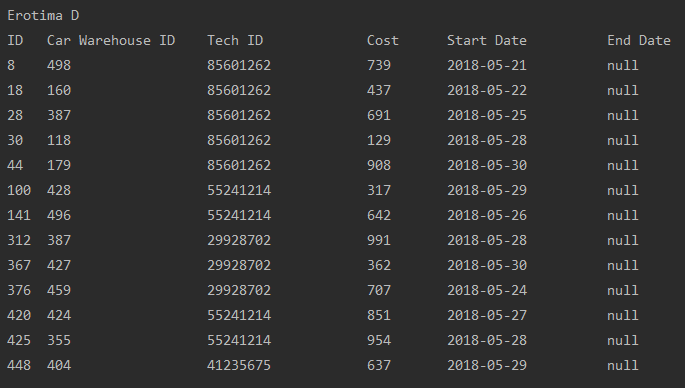 Erotima D
ID Car Warehouse ID Tech ID Cost Start Date End Date
8 498 85601262 739 2018-05-21 null
18 160 85601262 437 2018-05-22 null
28 387 85601262 691 2018-05-25 null
30 118 85601262 129 2018-05-28 null
44 179 85601262 908 2018-05-30 null
100 428 55241214 317 2018-05-29 null
141 496 55241214 642 2018-05-26 null
312 387 29928702 991 2018-05-28 null
367 427 29928702 362 2018-05-30 null
376 459 29928702 707 2018-05-24 null
420 424 55241214 851 2018-05-27 null
425 355 55241214 954 2018-05-28 null
448 404 41235675 637 2018-05-29 null